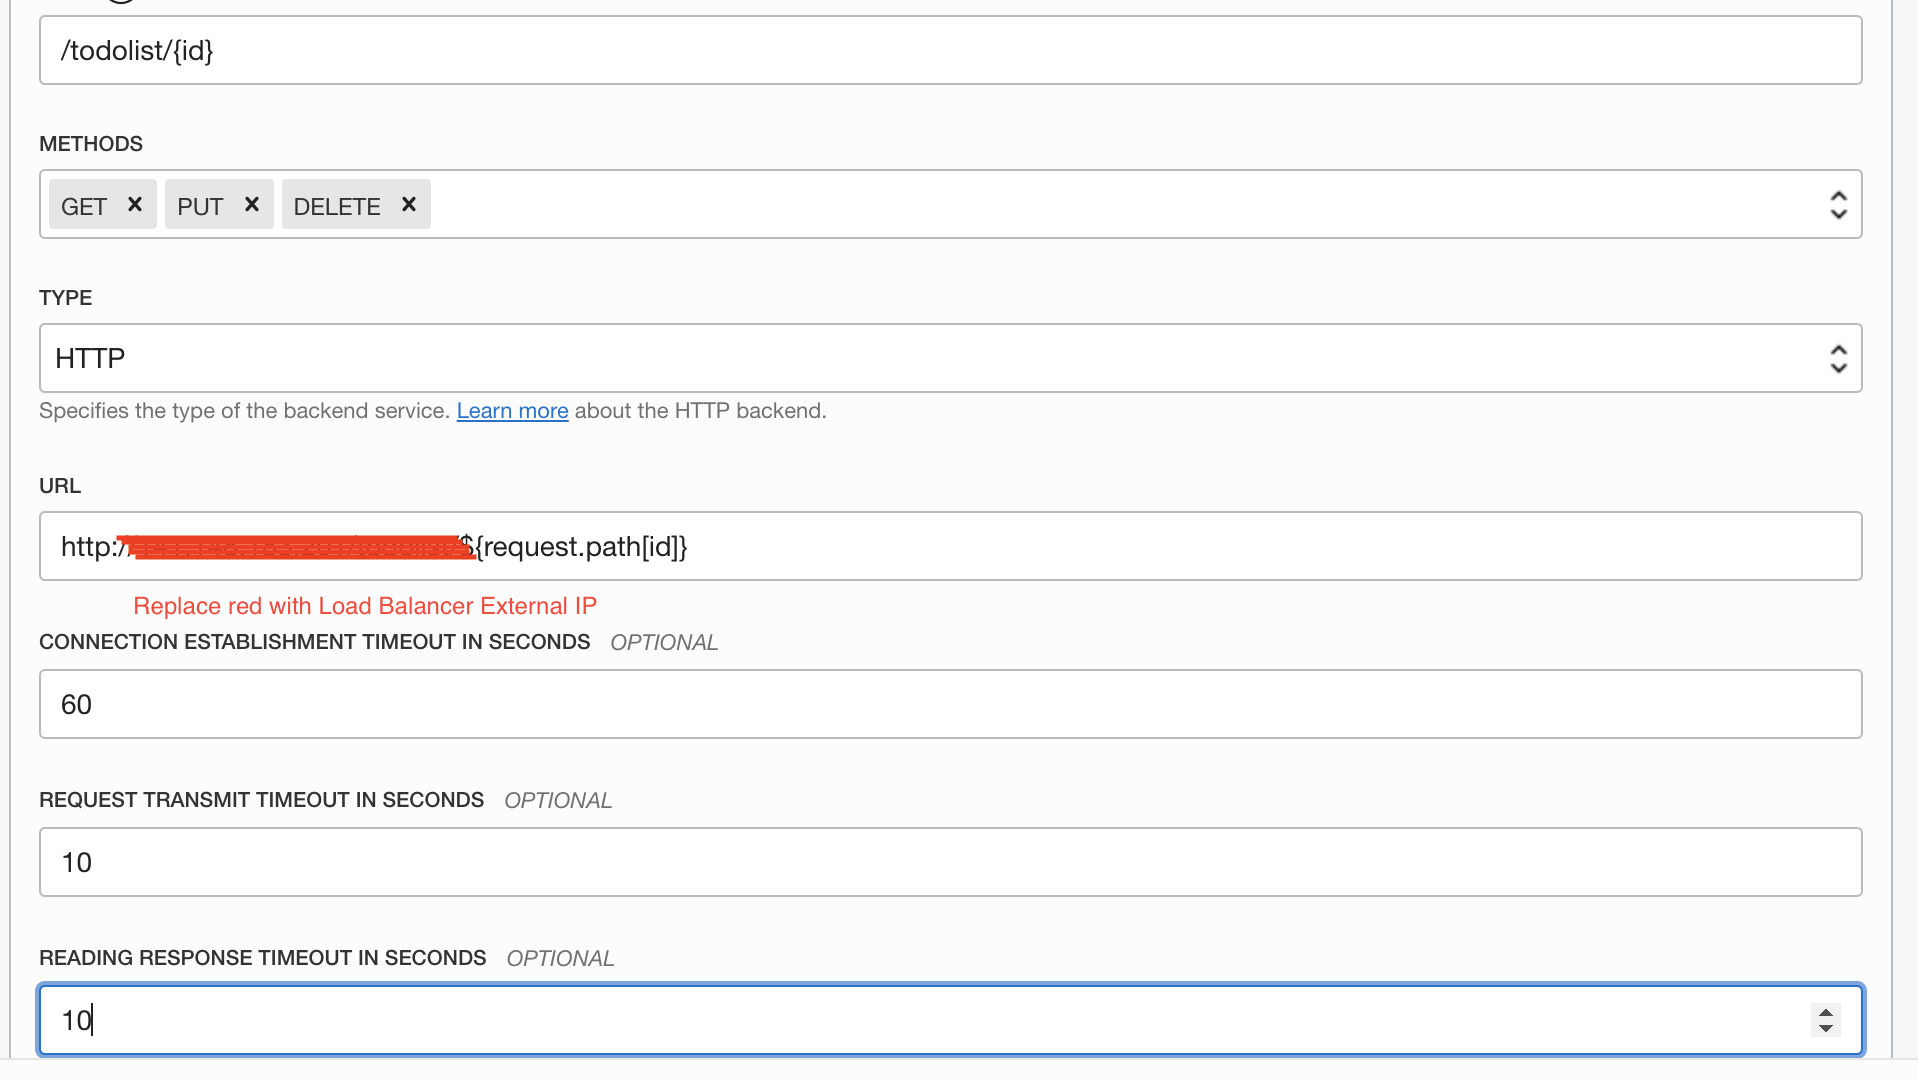 /todolist/{id}
METHODS
GET × PUT × DELETE ×
TYPE
HTTP
Specifies the type of the backend service. Learn more about the HTTP backend.
URL
http:// ${request.path[id]}
Replace red with Load Balancer External IP
CONNECTION ESTABLISHMENT TIMEOUT IN SECONDS OPTIONAL
60
REQUEST TRANSMIT TIMEOUT IN SECONDS OPTIONAL
10
READING RESPONSE TIMEOUT IN SECONDS OPTIONAL
10